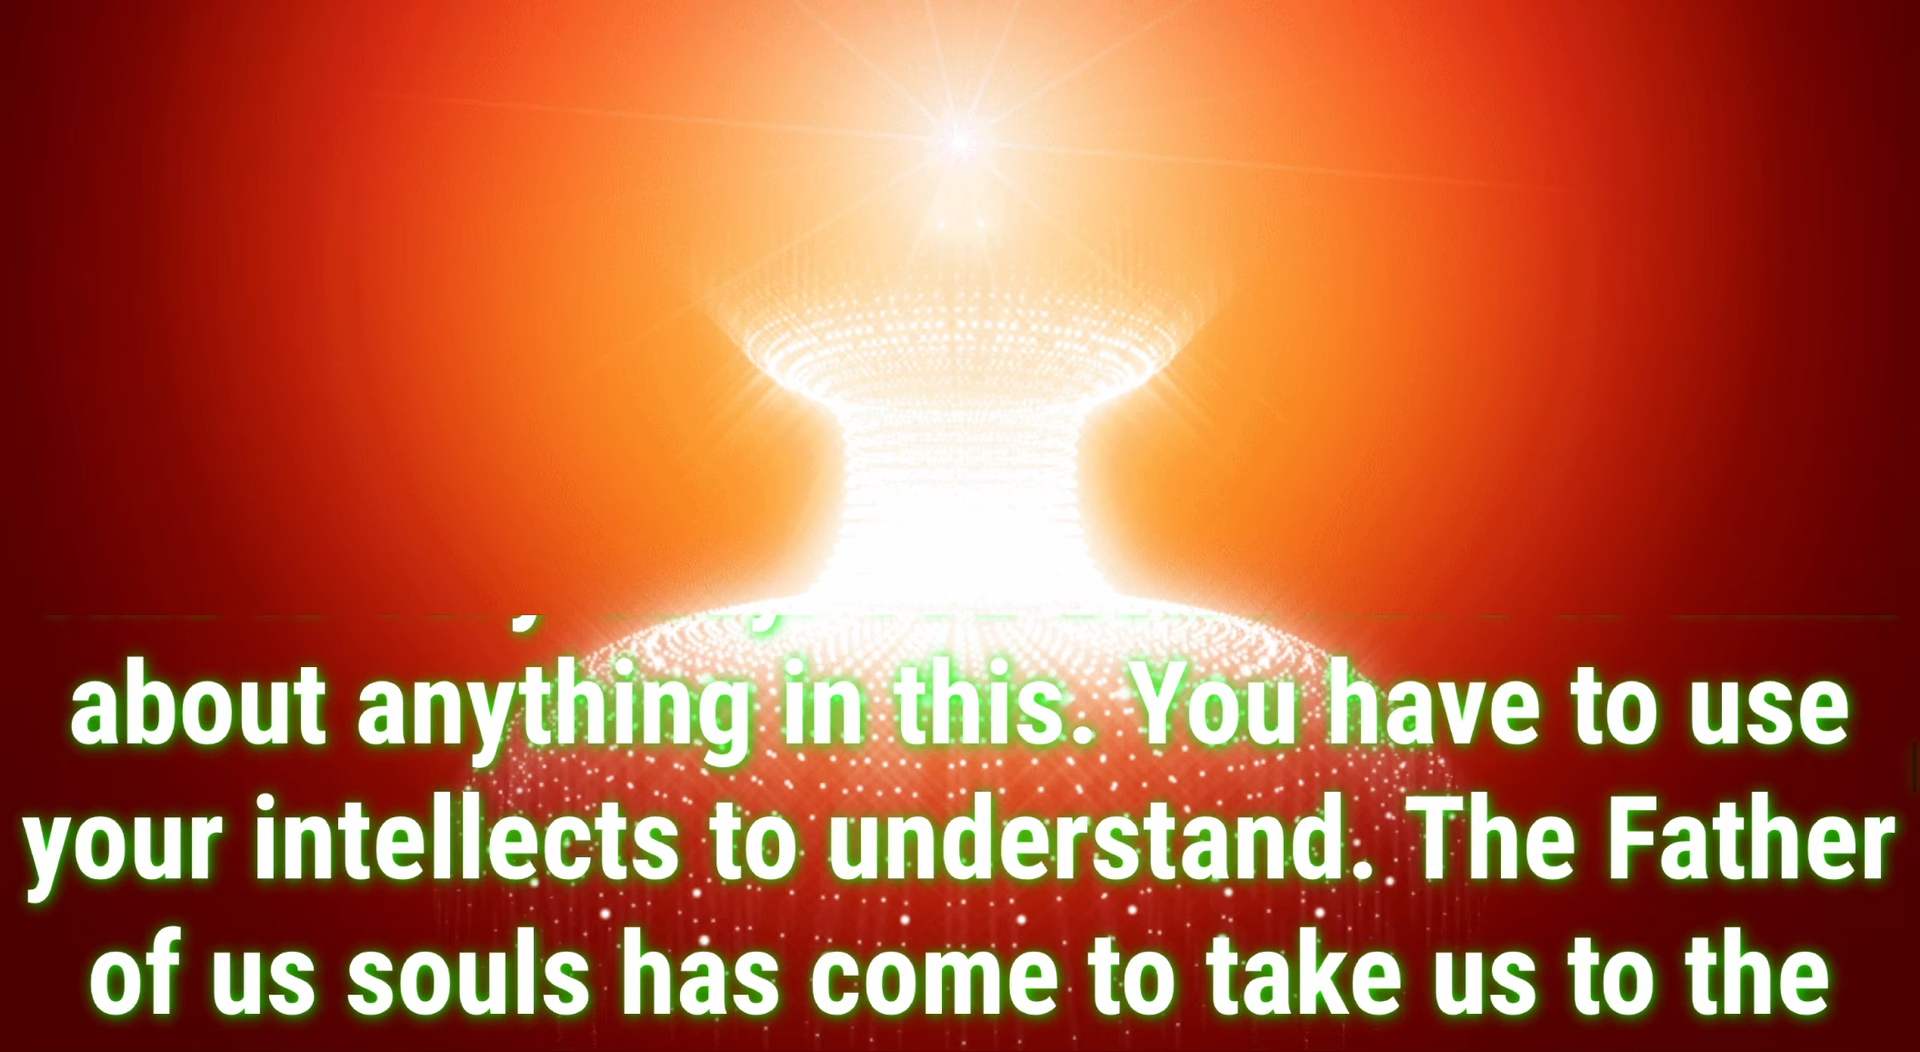 about anything in this. You have to use
your intellects to understand. The Father
of us souls has come to take us to the